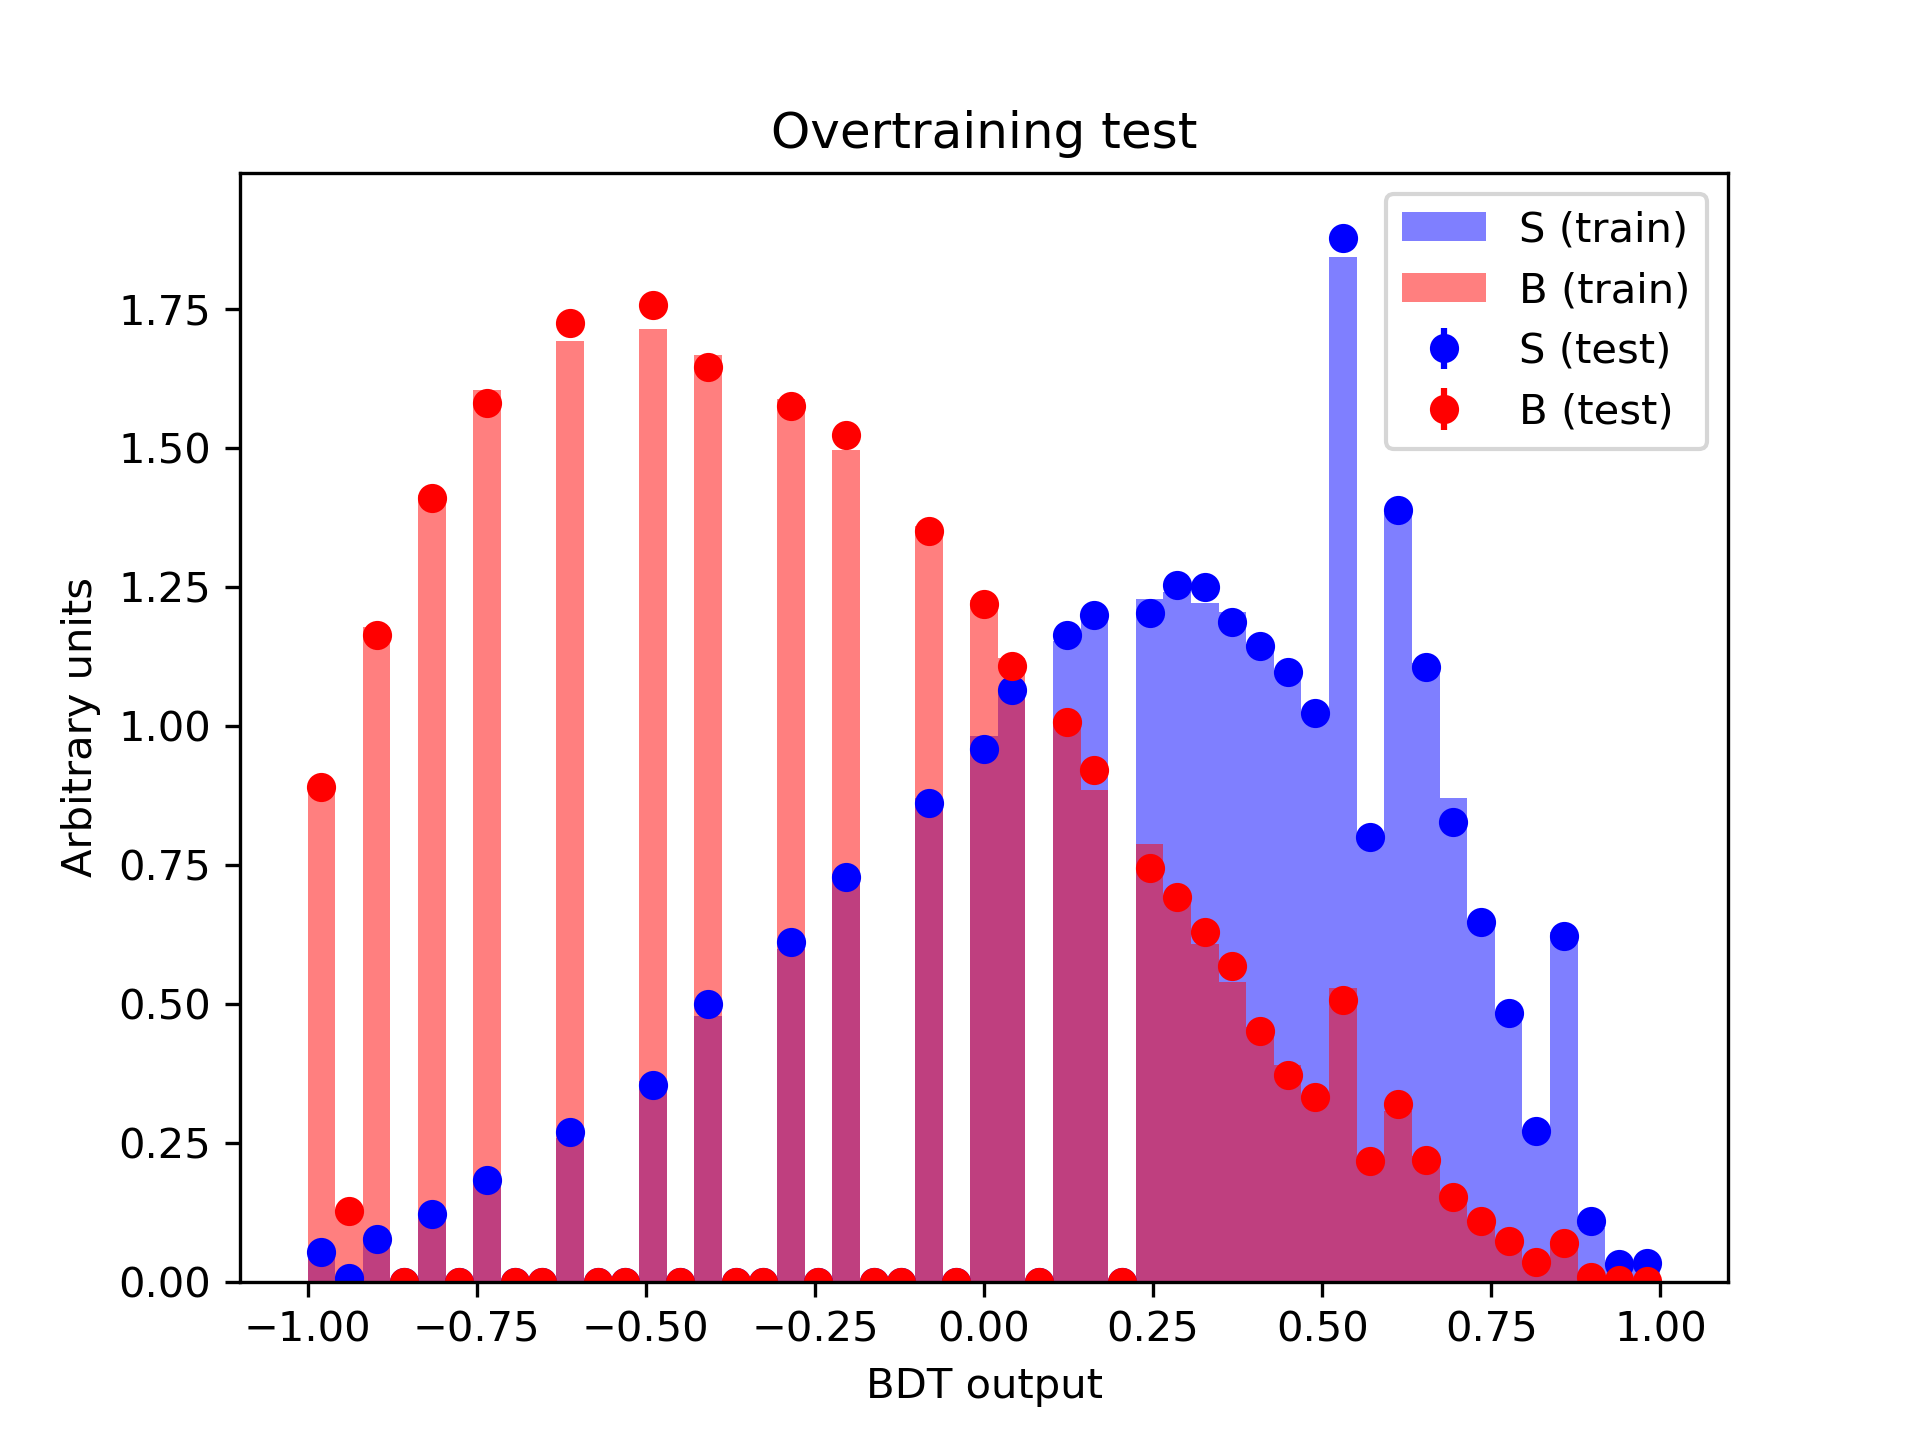 Overtraining test
S (train)
B (train)
S (test)
B (test)
Arbitrary units
1.75
1.50
1.25
1.00
0.75
0.50
0.25
0.00
−1.00 −0.75 −0.50 −0.25 0.00 0.25 0.50 0.75 1.00
BDT output